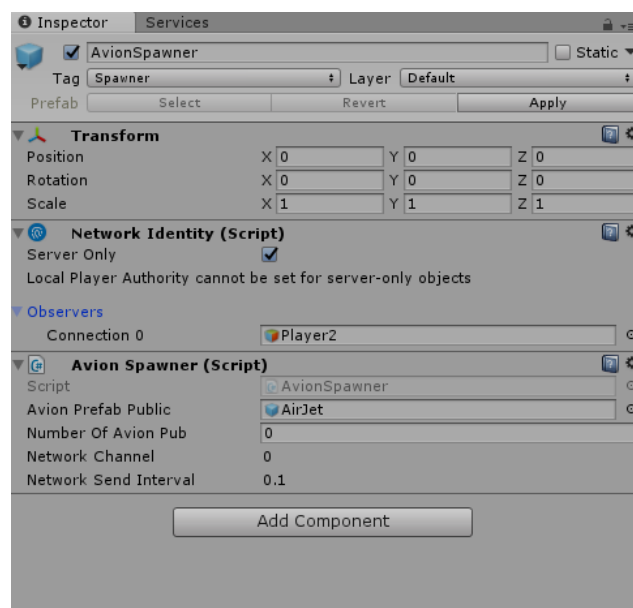 Inspector Services
AvionSpawner Static
Tag Spawner Layer Default
Prefab Select Revert Apply
Transform
Position X 0 Y 0 Z 0
Rotation X 0 Y 0 Z 0
Scale X 1 Y 1 Z 1
Network Identity (Script)
Server Only
Local Player Authority cannot be set for server-only objects
Observers
Connection 0 Player2
Avion Spawner (Script)
Script AvionSpawner
Avion Prefab Public AirJet
Number Of Avion Pub 0
Network Channel 0
Network Send Interval 0.1
Add Component